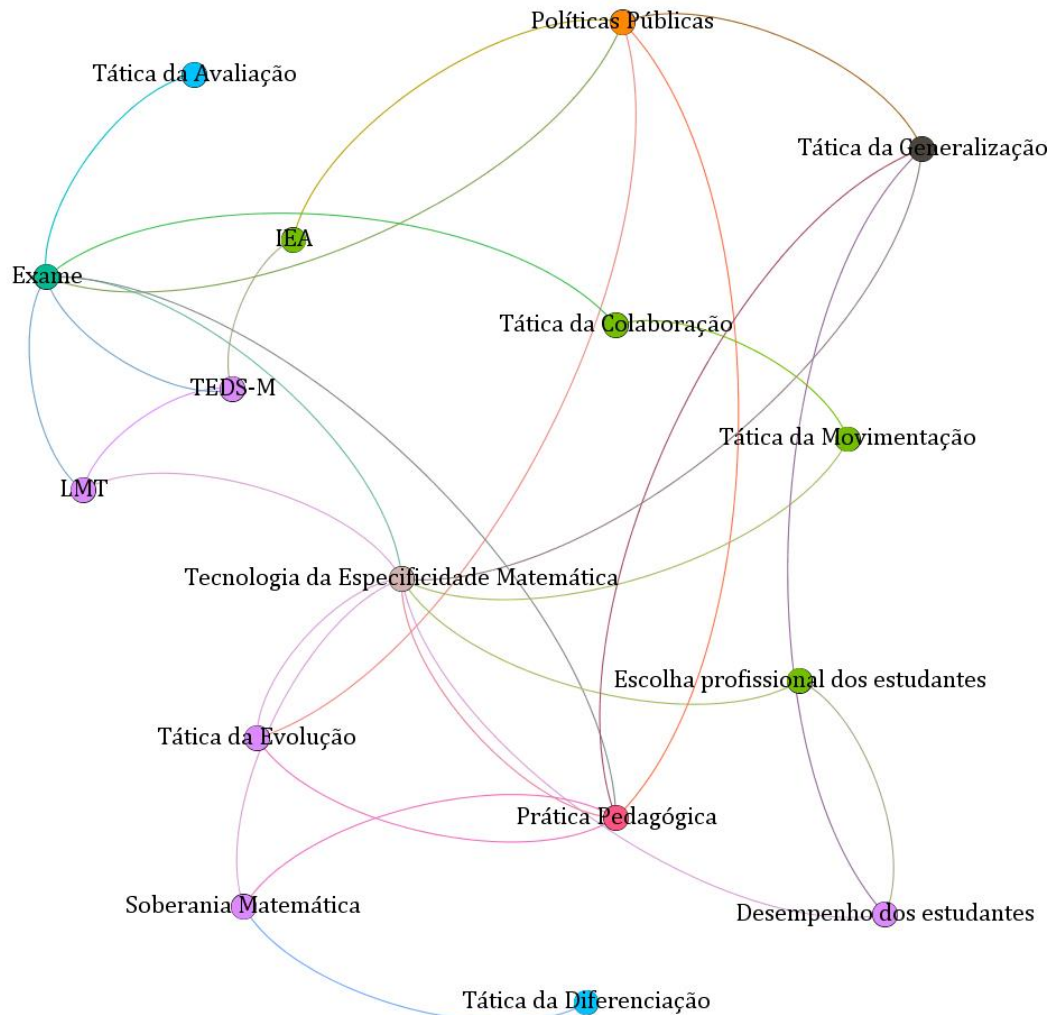 Políticas Públicas
Tática da Avaliação
Tática da Generalização
IEA
Exame
Tática da Colaboração
TEDS-M
Tática da Movimentação
LMT
Tecnologia da Especificidade Matemática
Escolha profissional dos estudantes
Tática da Evolução
Prática Pedagógica
Soberania Matemática
Desempenho dos estudantes
Tática da Diferenciação